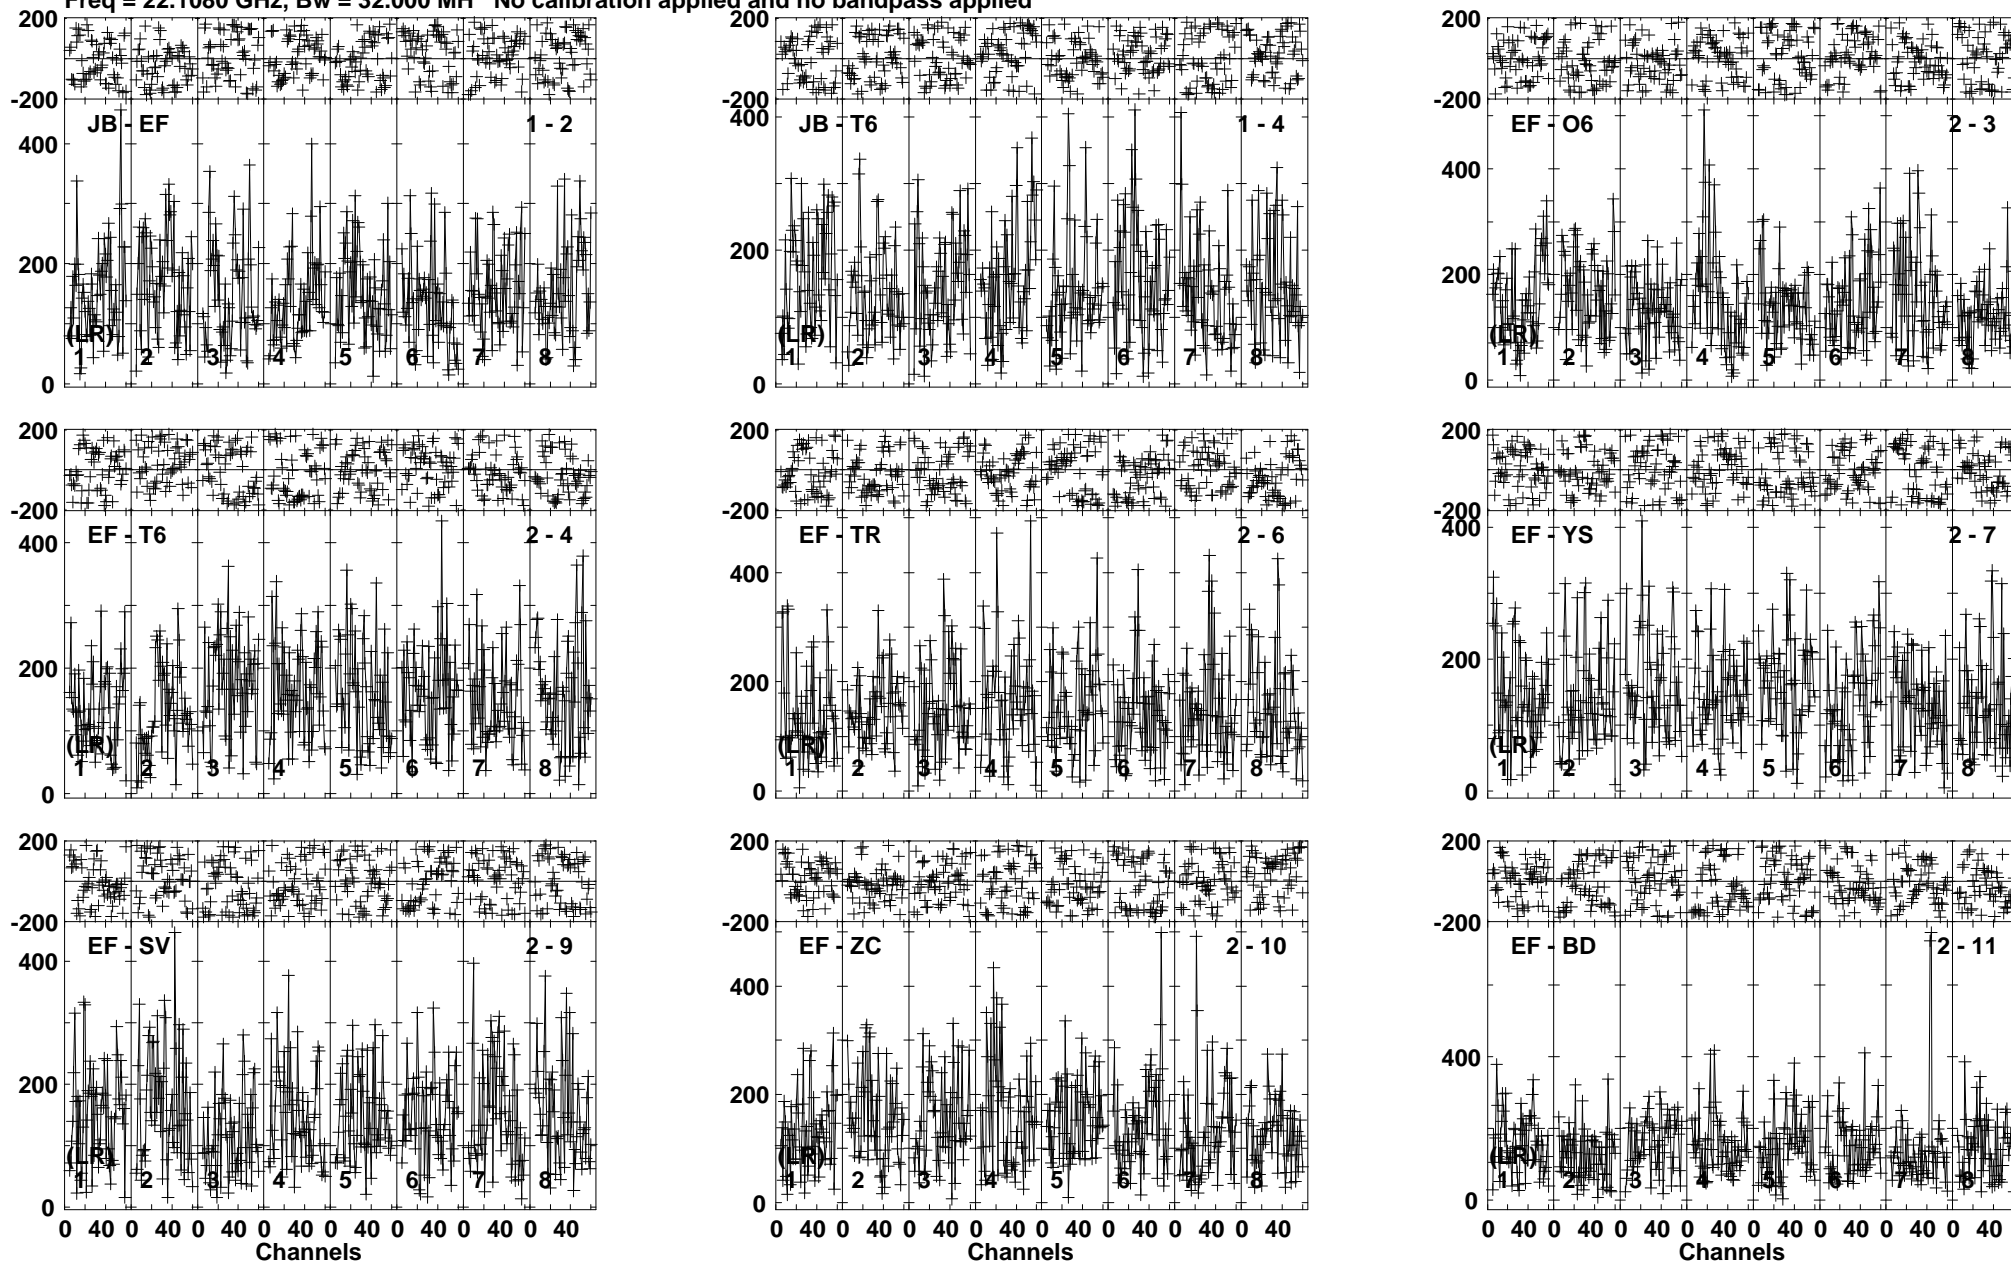 Freq = 22.1080 GHz, Bw = 32.000 MH No calibration applied and no bandpass applied
200 200 200
-200 -200 -200
JB - EF 1 - 2 JB - T6 1 - 4 EF - O6 2 - 3
400 400 400
200 200 200
(LR) (LR) (LR)
1 2 3 4 5 6 7 8 1 2 3 4 5 6 7 8 1 2 3 4 5 6 7 8
0 0 0
200 200 200
-200 -200 -200
EF - T6 2 - 4 EF - TR 2 - 6 EF - YS 2 - 7
400 400 400
200 200 200
(LR) (LR) (LR)
1 2 3 4 5 6 7 8 1 2 3 4 5 6 7 8 1 2 3 4 5 6 7 8
0 0 0
200 200 200
-200 -200 -200
EF - SV 2 - 9 EF - ZC 2 - 10 EF - BD 2 - 11
400 400 400
200 200 200
(LR) (LR) (LR)
1 2 3 4 5 6 7 8 1 2 3 4 5 6 7 8 1 2 3 4 5 6 7 8
0 0 0
0 40 0 40 0 40 0 40 0 40 0 40 0 40 0 40 0 40 0 40 0 40 0 40 0 40 0 40 0 40 0 40 0 40 0 40 0 40 0 40 0 40 0 40 0 40 0 40
Channels Channels Channels